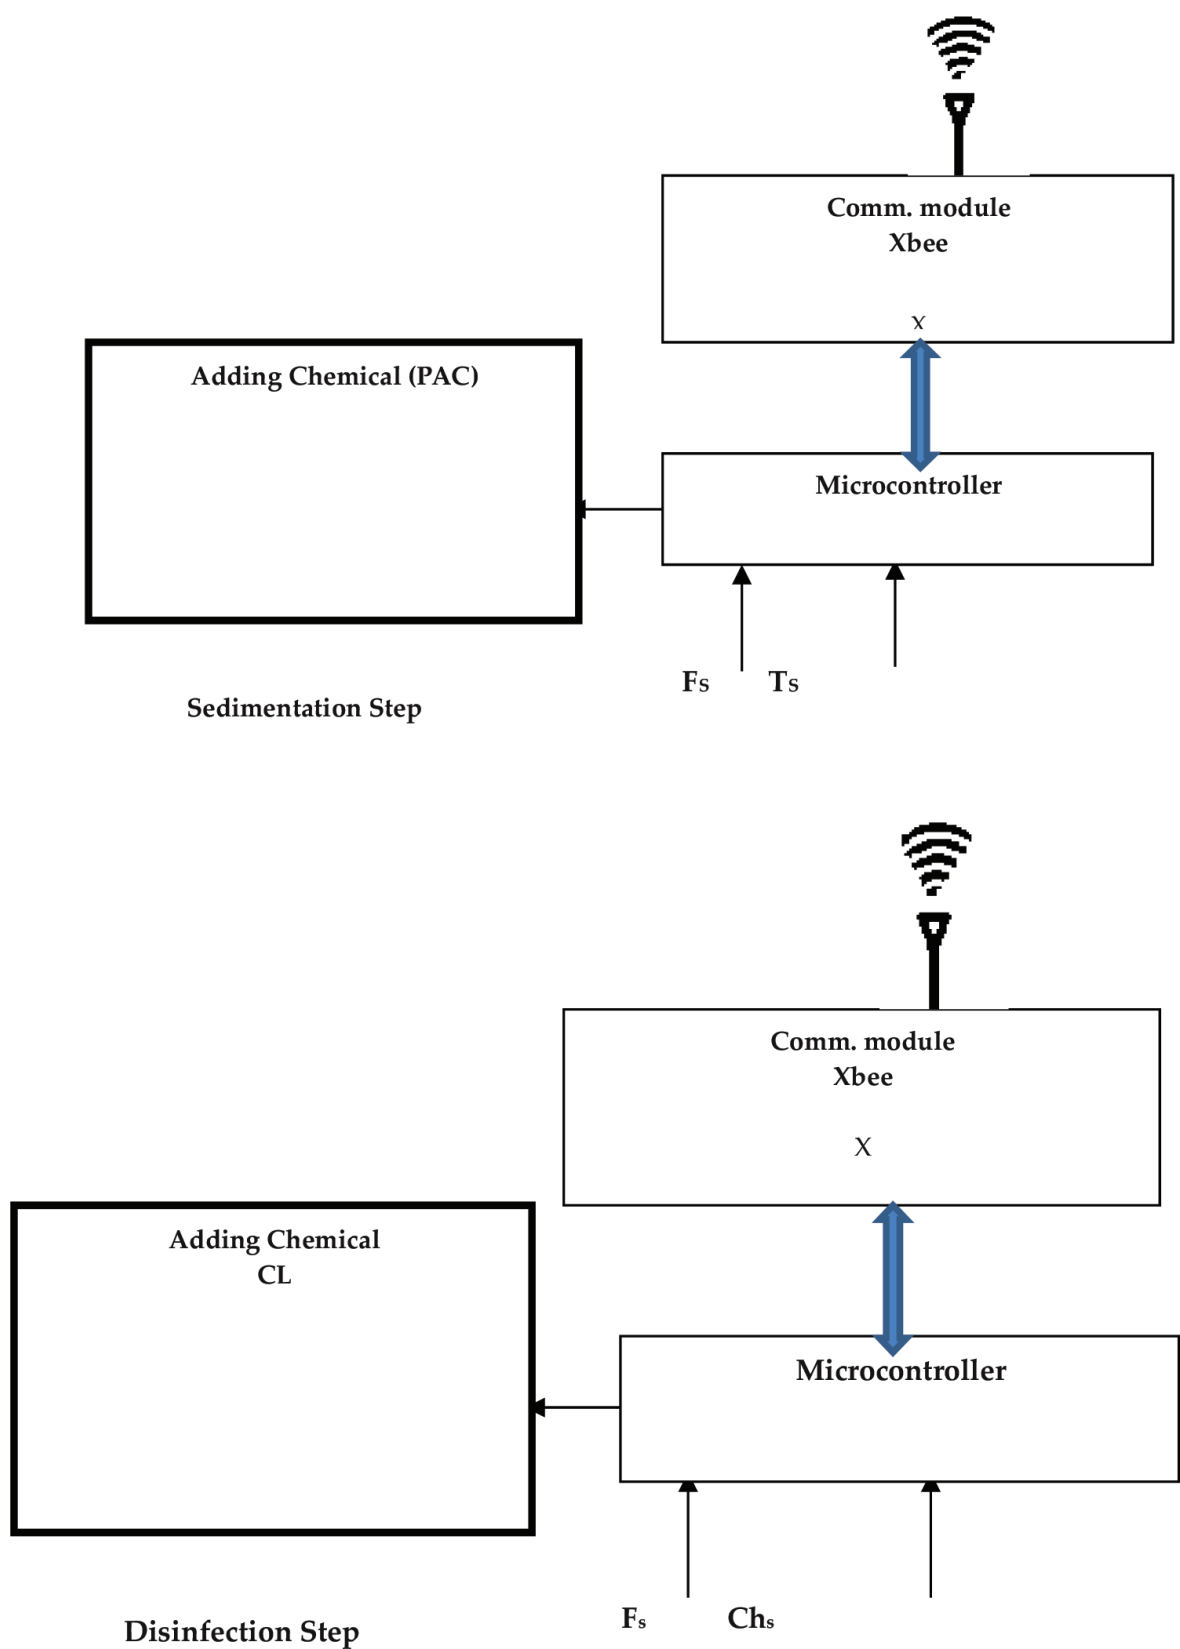 Comm. module
Xbee
X
Adding Chemical (PAC)
Microcontroller
Fs Ts
Sedimentation Step
Comm. module
Xbee
X
Adding Chemical
CL
Microcontroller
Fs Chs
Disinfection Step